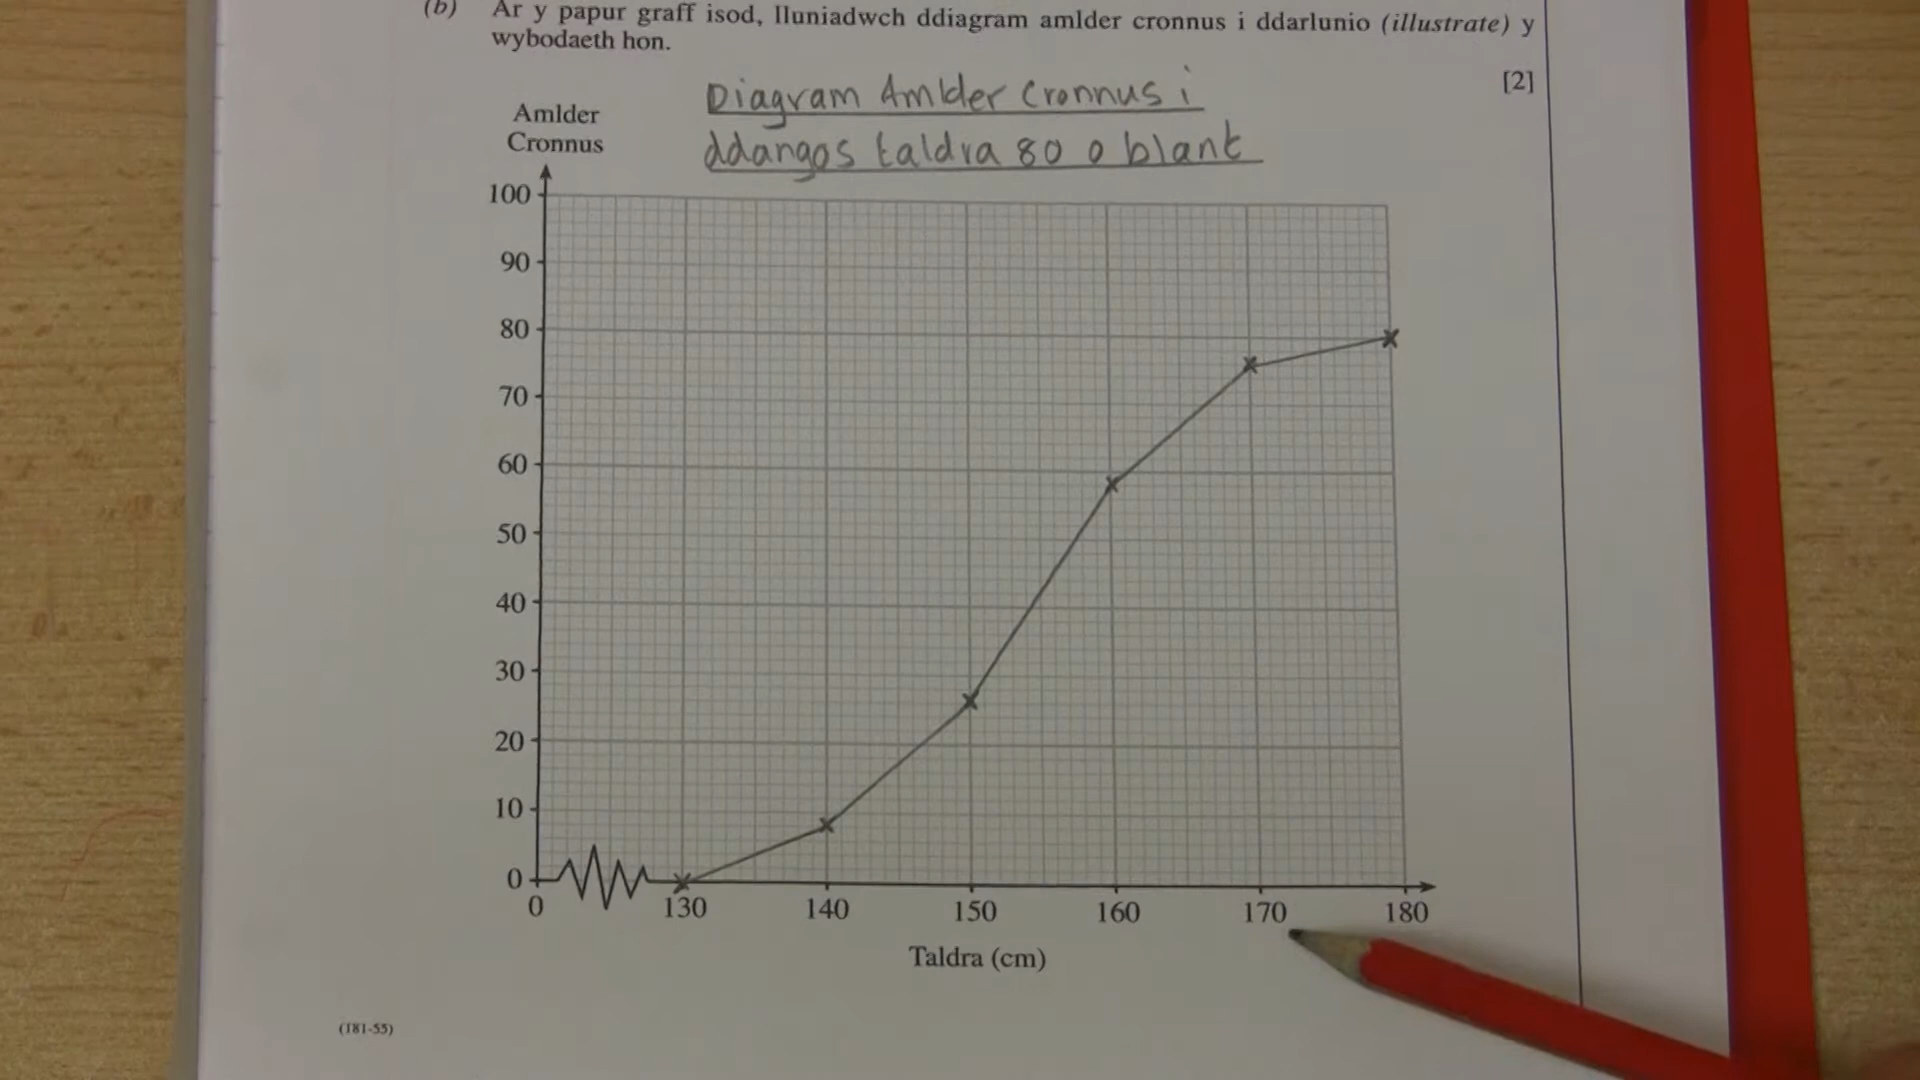 (b) Ar y papur graff isod, lluniadwch ddiagram amlder cronnus i ddarlunio (illustrate) y
wybodaeth hon.
[2]
Diagram Amlder Cronnus i
ddangos taldra 80 o blant
Amlder
Cronnus
100
90
80
70
60
50
40
30
20
10
0
0 130 140 150 160 170 180
Taldra (cm)
(181-55)